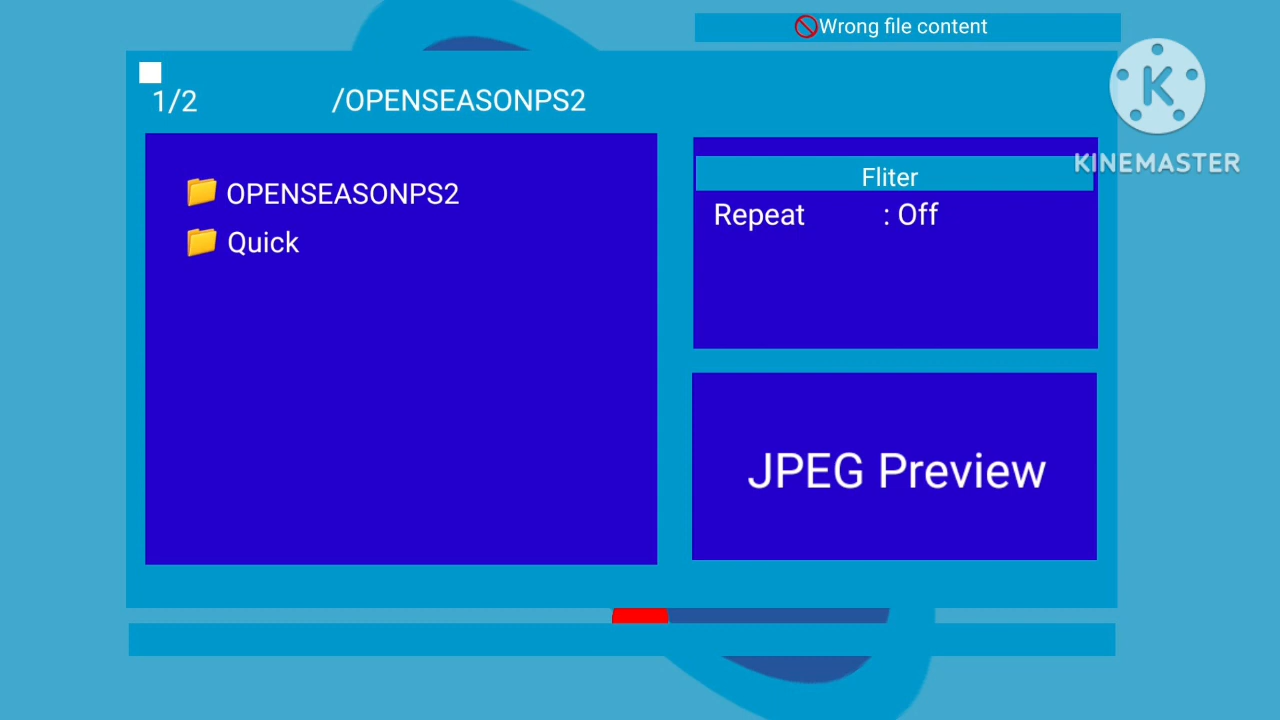 🚫Wrong file content
1/2 /OPENSEASONPS2
OPENSEASONPS2
Quick
Fliter
Repeat : Off
JPEG Preview
K
KINEMASTER